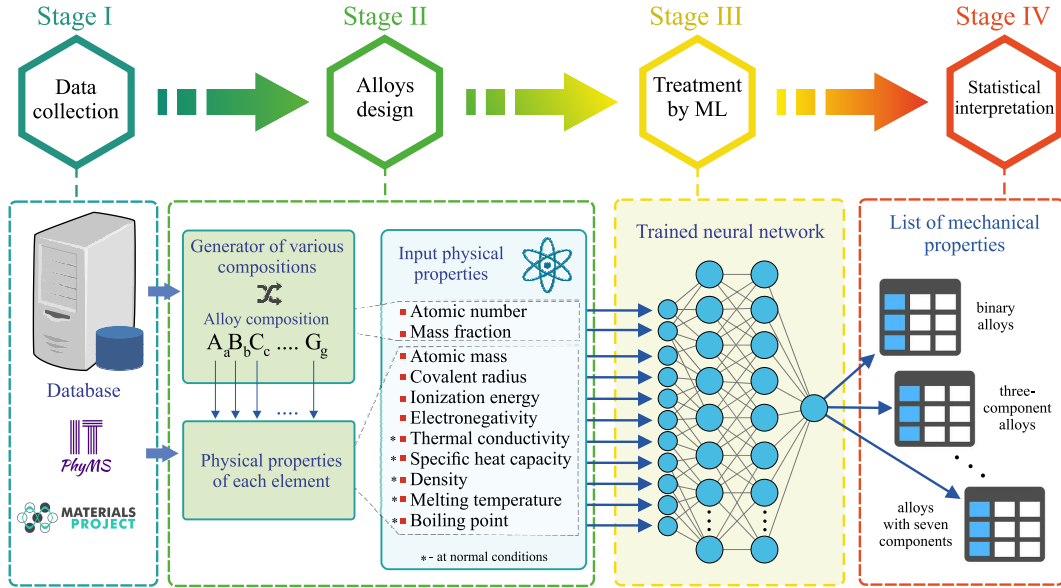 Stage I
Stage II
Stage III
Stage IV
Data
collection
Alloys
design
Treatment
by ML
Statistical
interpretation
Database
IT
PhyMS
MATERIALS
PROJECT
Generator of various
compositions
Alloy composition
AaBbCc .... Gg
....
Physical properties
of each element
Input physical
properties
Atomic number
Mass fraction
Atomic mass
Covalent radius
Ionization energy
Electronegativity
* Thermal conductivity
* Specific heat capacity
* Density
* Melting temperature
* Boiling point
*- at normal conditions
Trained neural network
List of mechanical
properties
binary
alloys
three-
component
alloys
alloys
with seven
components